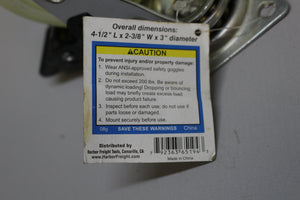 Overall dimensions:
4-1/2" L x 2-3/8" W x 3" diameter
⚠CAUTION
To prevent injury and/or property damage:
1. Wear ANSI-approved safety goggles
during installation.
2. Do not exceed 200-lbs. Be aware of
dynamic loading! Dropping or bouncing
load may briefly create excess load
causing product failure.
3. Inspect before each use; do not use if
parts loose or damaged.
4. Mount securely before use.
08g SAVE THESE WARNINGS China
Distributed by
Harbor Freight Tools, Camarillo, CA
www.HarborFreight.com
Made in China
92363 65196